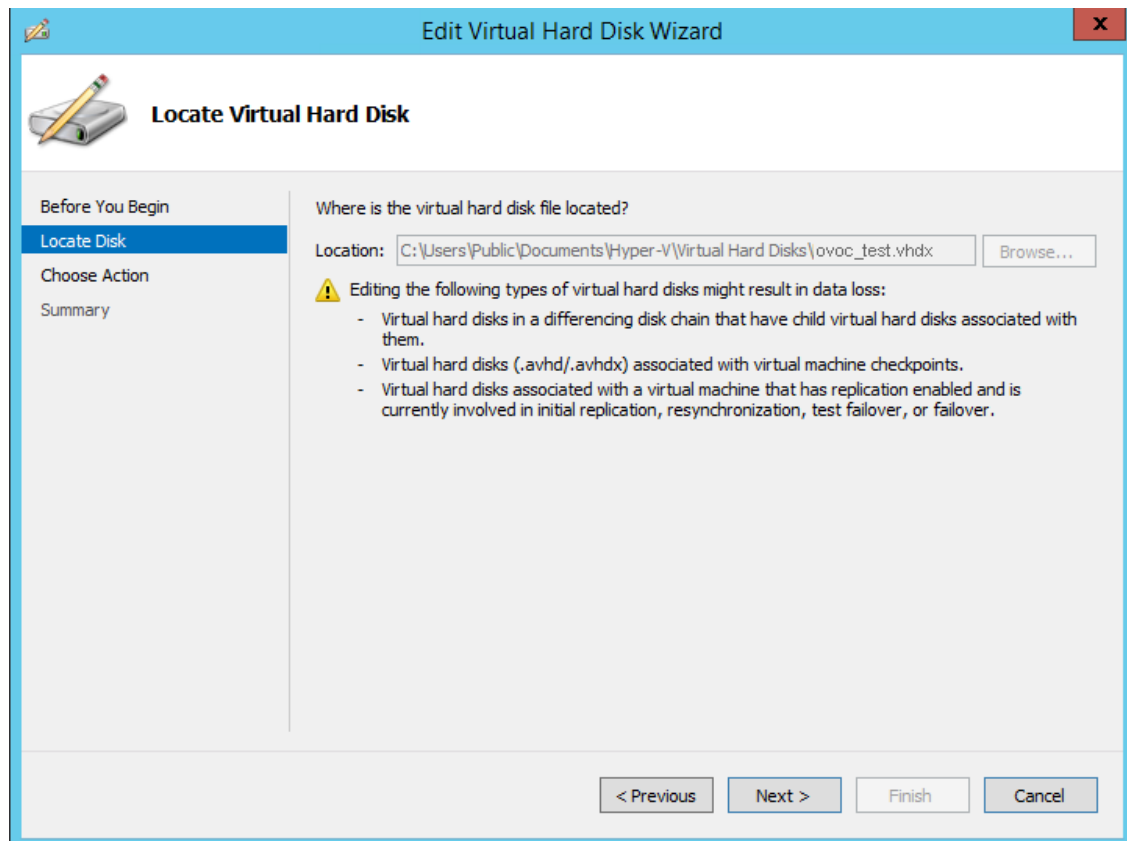 Edit Virtual Hard Disk Wizard
x
Locate Virtual Hard Disk
Before You Begin
Locate Disk
Choose Action
Summary
Where is the virtual hard disk file located?
Location: C:\Users\Public\Documents\Hyper-V\Virtual Hard Disks\ovoc_test.vhdx Browse...
Editing the following types of virtual hard disks might result in data loss:
- Virtual hard disks in a differencing disk chain that have child virtual hard disks associated with
them.
- Virtual hard disks (.avhd/.avhdx) associated with virtual machine checkpoints.
- Virtual hard disks associated with a virtual machine that has replication enabled and is
currently involved in initial replication, resynchronization, test failover, or failover.
< Previous Next > Finish Cancel